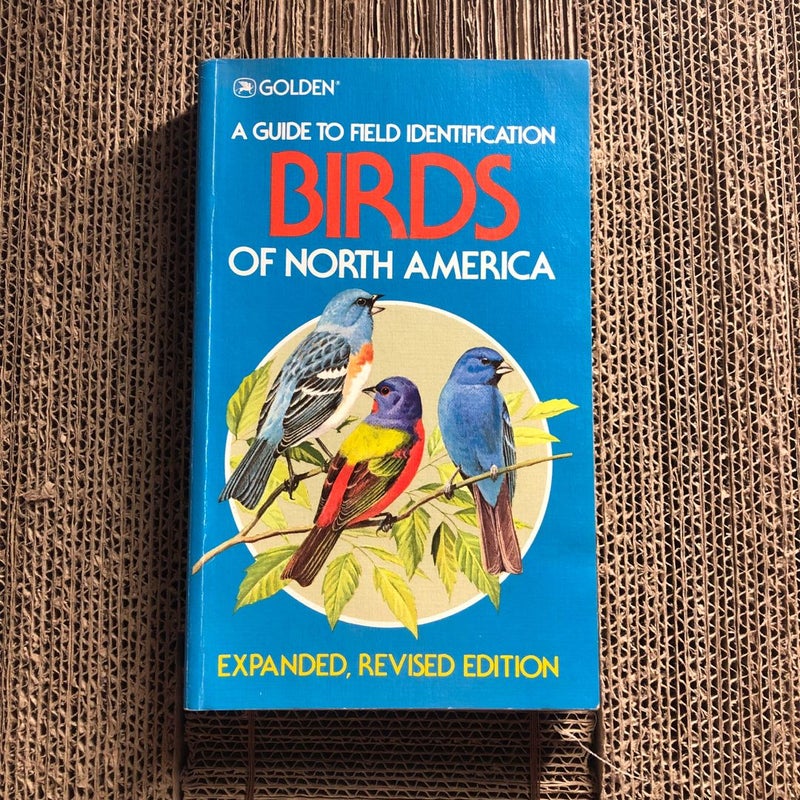 GOLDEN®
A GUIDE TO FIELD IDENTIFICATION
BIRDS
OF NORTH AMERICA
EXPANDED, REVISED EDITION